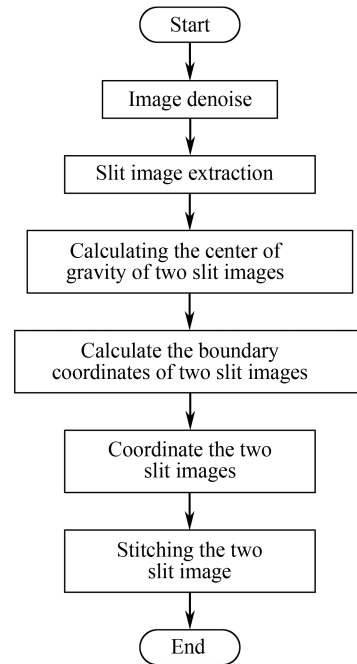 Start
Image denoise
Slit image extraction
Calculating the center of
gravity of two slit images
Calculate the boundary
coordinates of two slit images
Coordinate the two
slit images
Stitching the two
slit image
End